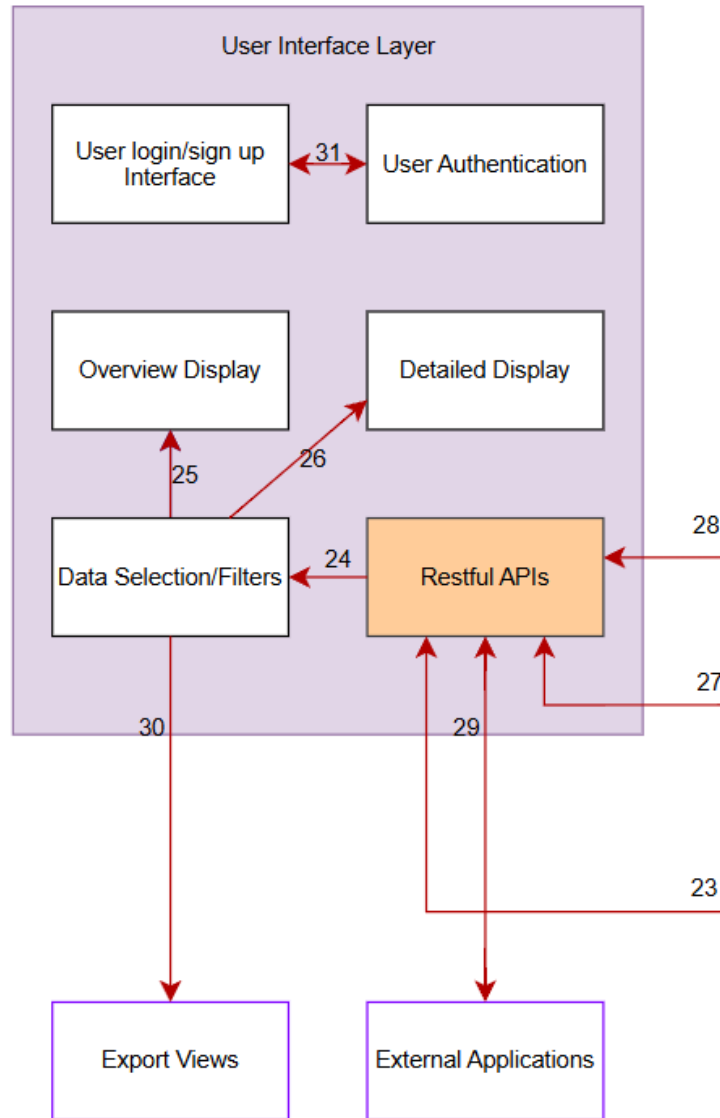 User Interface Layer
User login/sign up
Interface
31
User Authentication
Overview Display
Detailed Display
25
26
Data Selection/Filters
24
Restful APIs
28
27
30
29
23
Export Views
External Applications